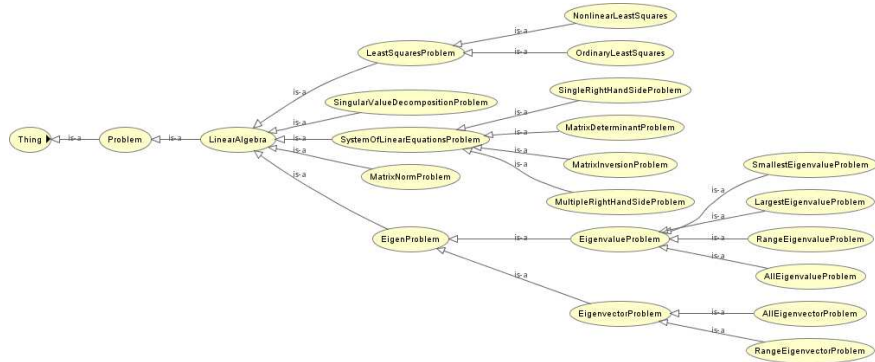 NonlinearLeastSquares
is-a
LeastSquaresProblem
is-a
OrdinaryLeastSquares
is-a
SingularValueDecompositionProblem
is-a
SingleRightHandSideProblem
is-a
MatrixDeterminantProblem
is-a
Thing
is-a
Problem
is-a
LinearAlgebra
is-a
SystemOfLinearEquationsProblem
is-a
MatrixInversionProblem
is-a
MatrixNormProblem
is-a
MultipleRightHandSideProblem
is-a
SmallestEigenvalueProblem
is-a
LargestEigenvalueProblem
is-a
EigenProblem
is-a
EigenvalueProblem
is-a
RangeEigenvalueProblem
is-a
AllEigenvalueProblem
is-a
EigenvectorProblem
is-a
AllEigenvectorProblem
is-a
RangeEigenvectorProblem